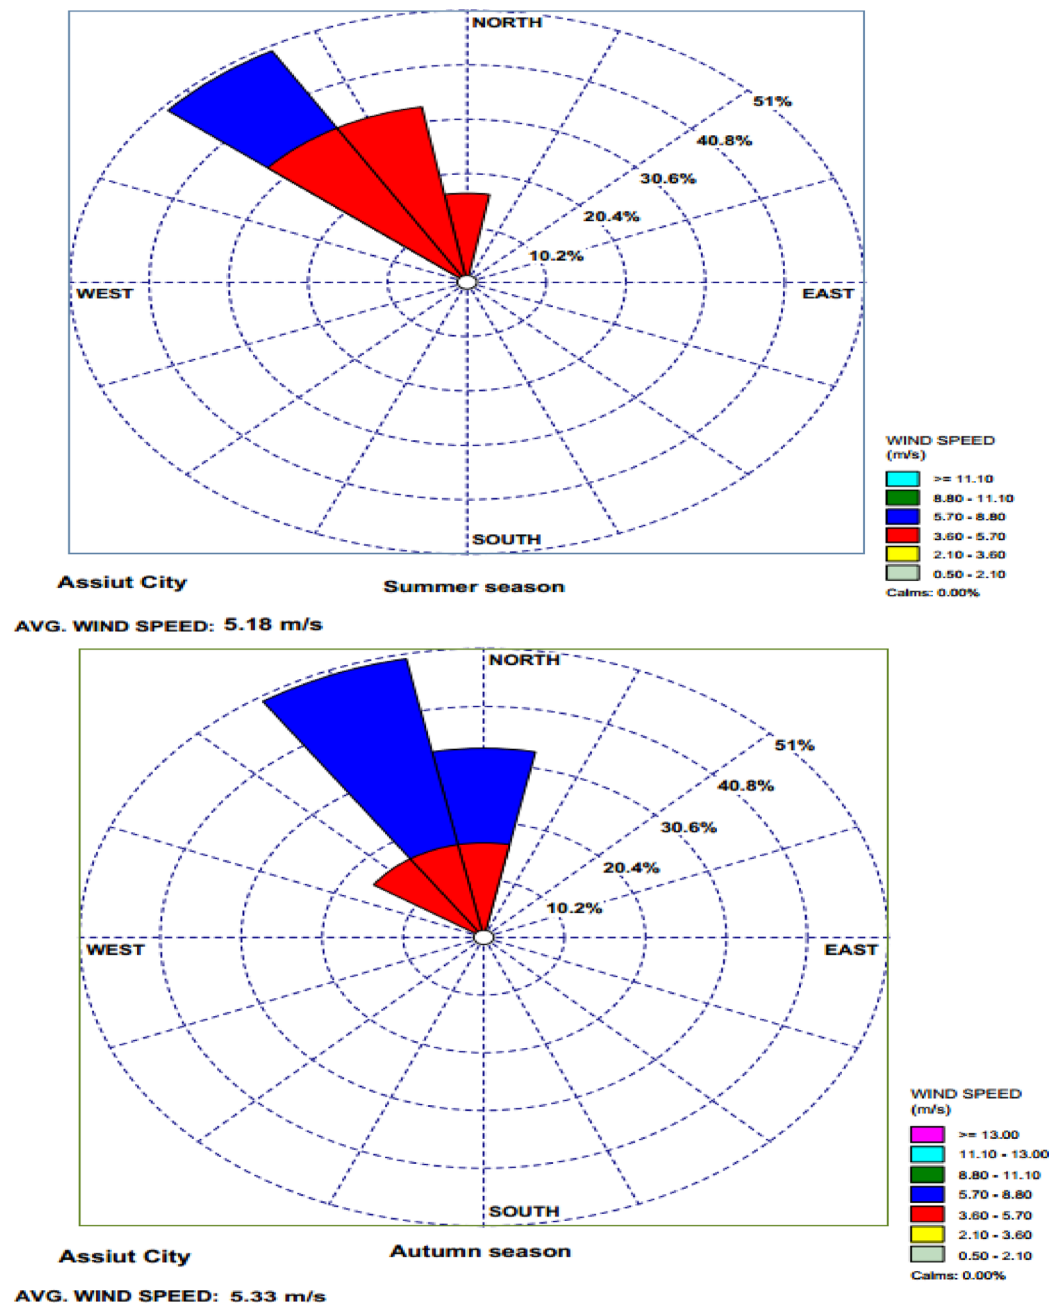 NORTH
51%
40.8%
30.6%
20.4%
10.2%
WEST
EAST
SOUTH
WIND SPEED
(m/s)
>= 11.10
8.80 - 11.10
5.70 - 8.80
3.60 - 5.70
2.10 - 3.60
0.50 - 2.10
Calms: 0.00%
Assiut City
Summer season
AVG. WIND SPEED: 5.18 m/s
NORTH
51%
40.8%
30.6%
20.4%
10.2%
WEST
EAST
SOUTH
WIND SPEED
(m/s)
>= 13.00
11.10 - 13.00
8.80 - 11.10
5.70 - 8.80
3.60 - 5.70
2.10 - 3.60
0.50 - 2.10
Calms: 0.00%
Assiut City
Autumn season
AVG. WIND SPEED: 5.33 m/s